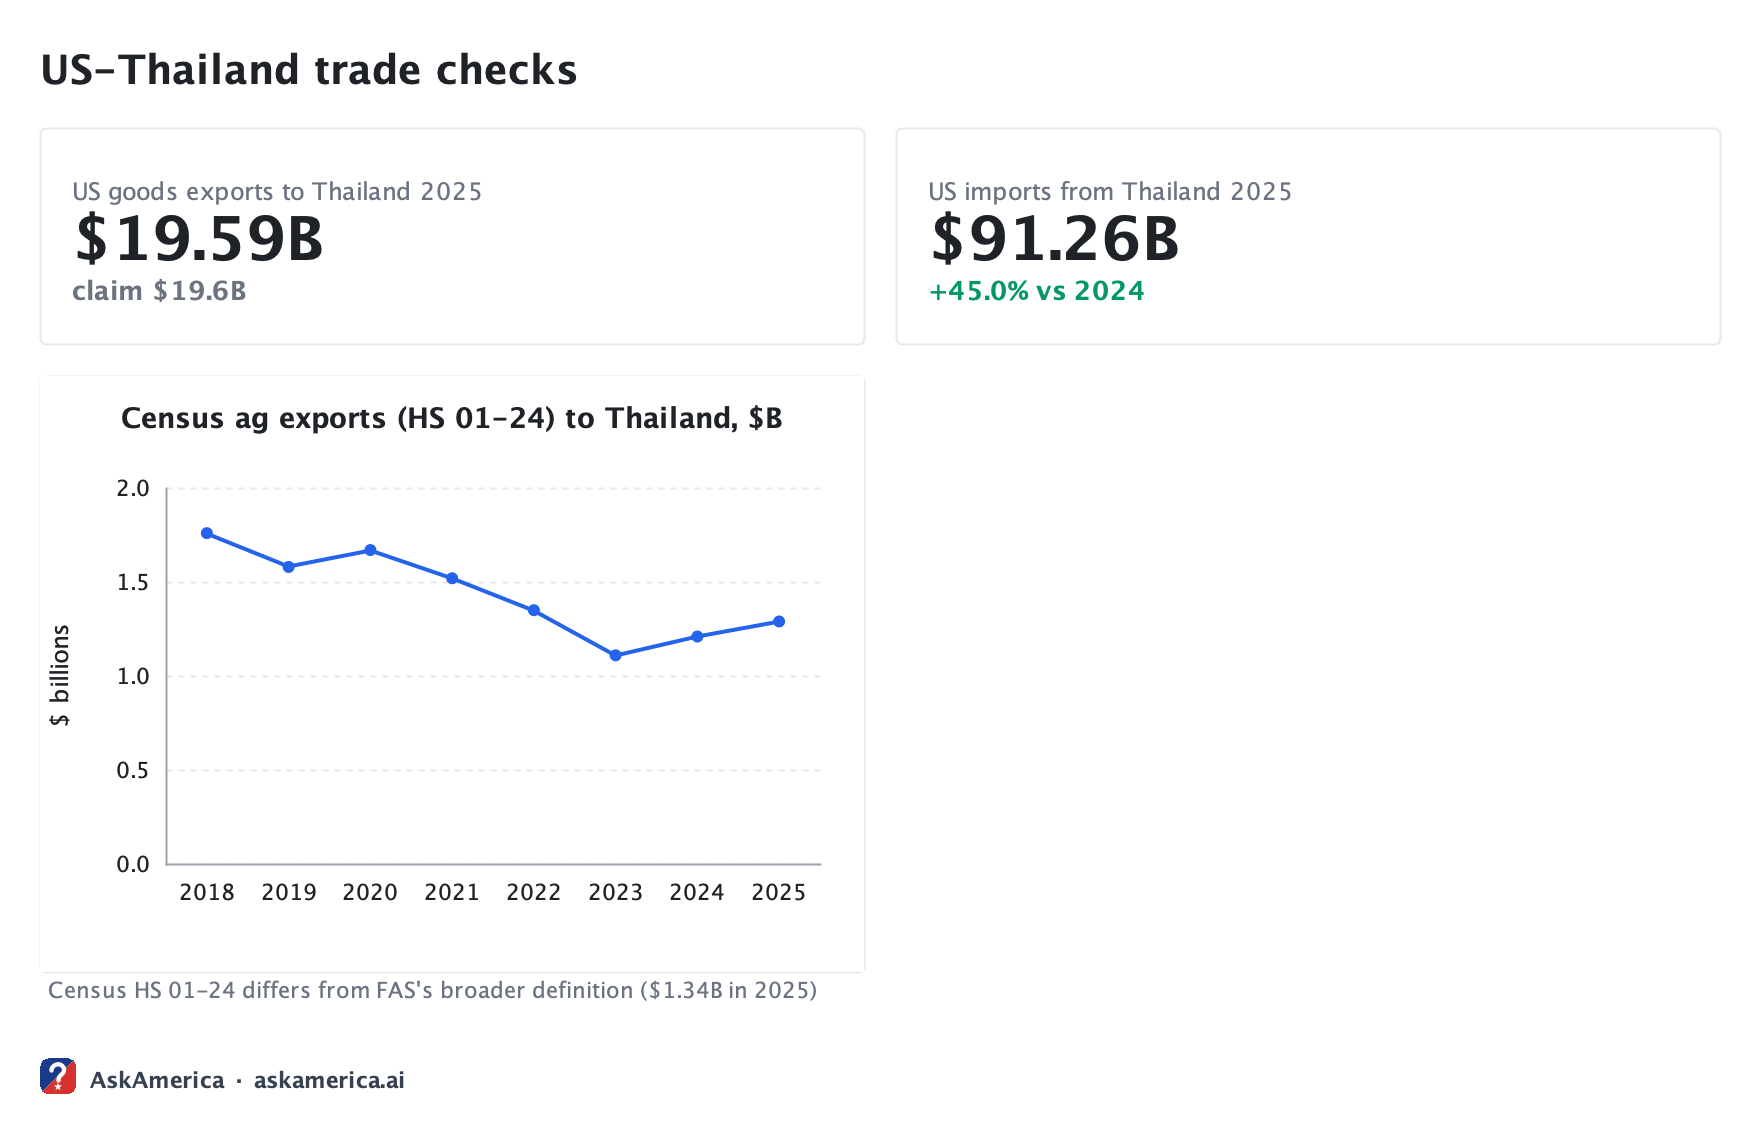 US–Thailand trade checks
US goods exports to Thailand 2025
$19.59B
claim $19.6B
US imports from Thailand 2025
$91.26B
+45.0% vs 2024
Census ag exports (HS 01–24) to Thailand, $B
$ billions
2.0
1.5
1.0
0.5
0.0
2018 2019 2020 2021 2022 2023 2024 2025
Census HS 01–24 differs from FAS's broader definition ($1.34B in 2025)
AskAmerica · askamerica.ai